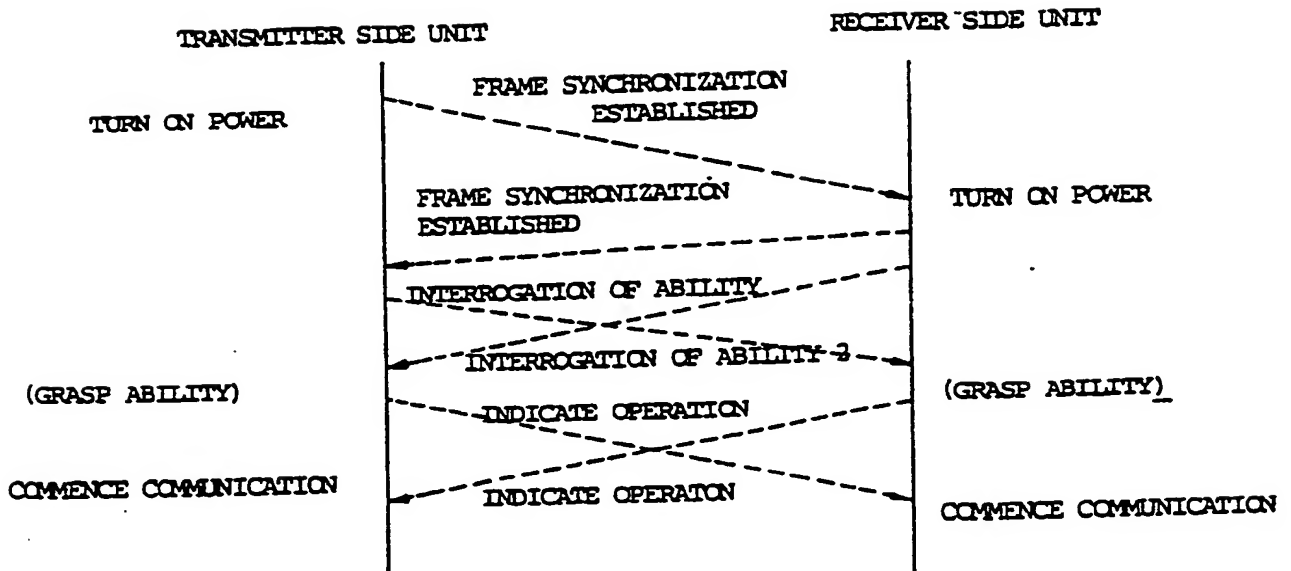 TRANSMITTER SIDE UNIT
RECEIVER SIDE UNIT
FRAME SYNCHRONIZATION
ESTABLISHED
TURN ON POWER
FRAME SYNCHRONIZATION
ESTABLISHED
TURN ON POWER
INTERROGATION OF ABILITY
INTERROGATION OF ABILITY 2
(GRASP ABILITY)
INDICATE OPERATION
(GRASP ABILITY)
COMMENCE COMMUNICATION
INDICATE OPERATON
COMMENCE COMMUNICATION